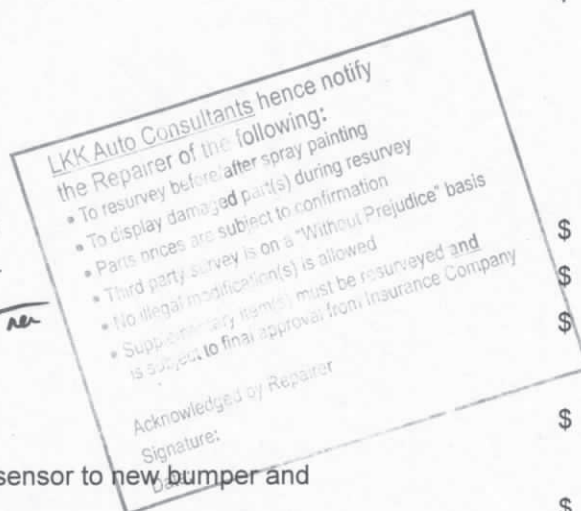 LKK Auto Consultants hence notify
the Repairer of the following:
• To resurvey before/after spray painting
• To display damaged part(s) during resurvey
• Parts prices are subject to confirmation
• Third party survey is on a "Without Prejudice" basis
• No illegal modification(s) is allowed
• Supplementary item(s) must be resurveyed and
is subject to final approval from Insurance Company
Acknowledged by Repairer
Signature:
Date:
$
$
$
$
sensor to new bumper and
$